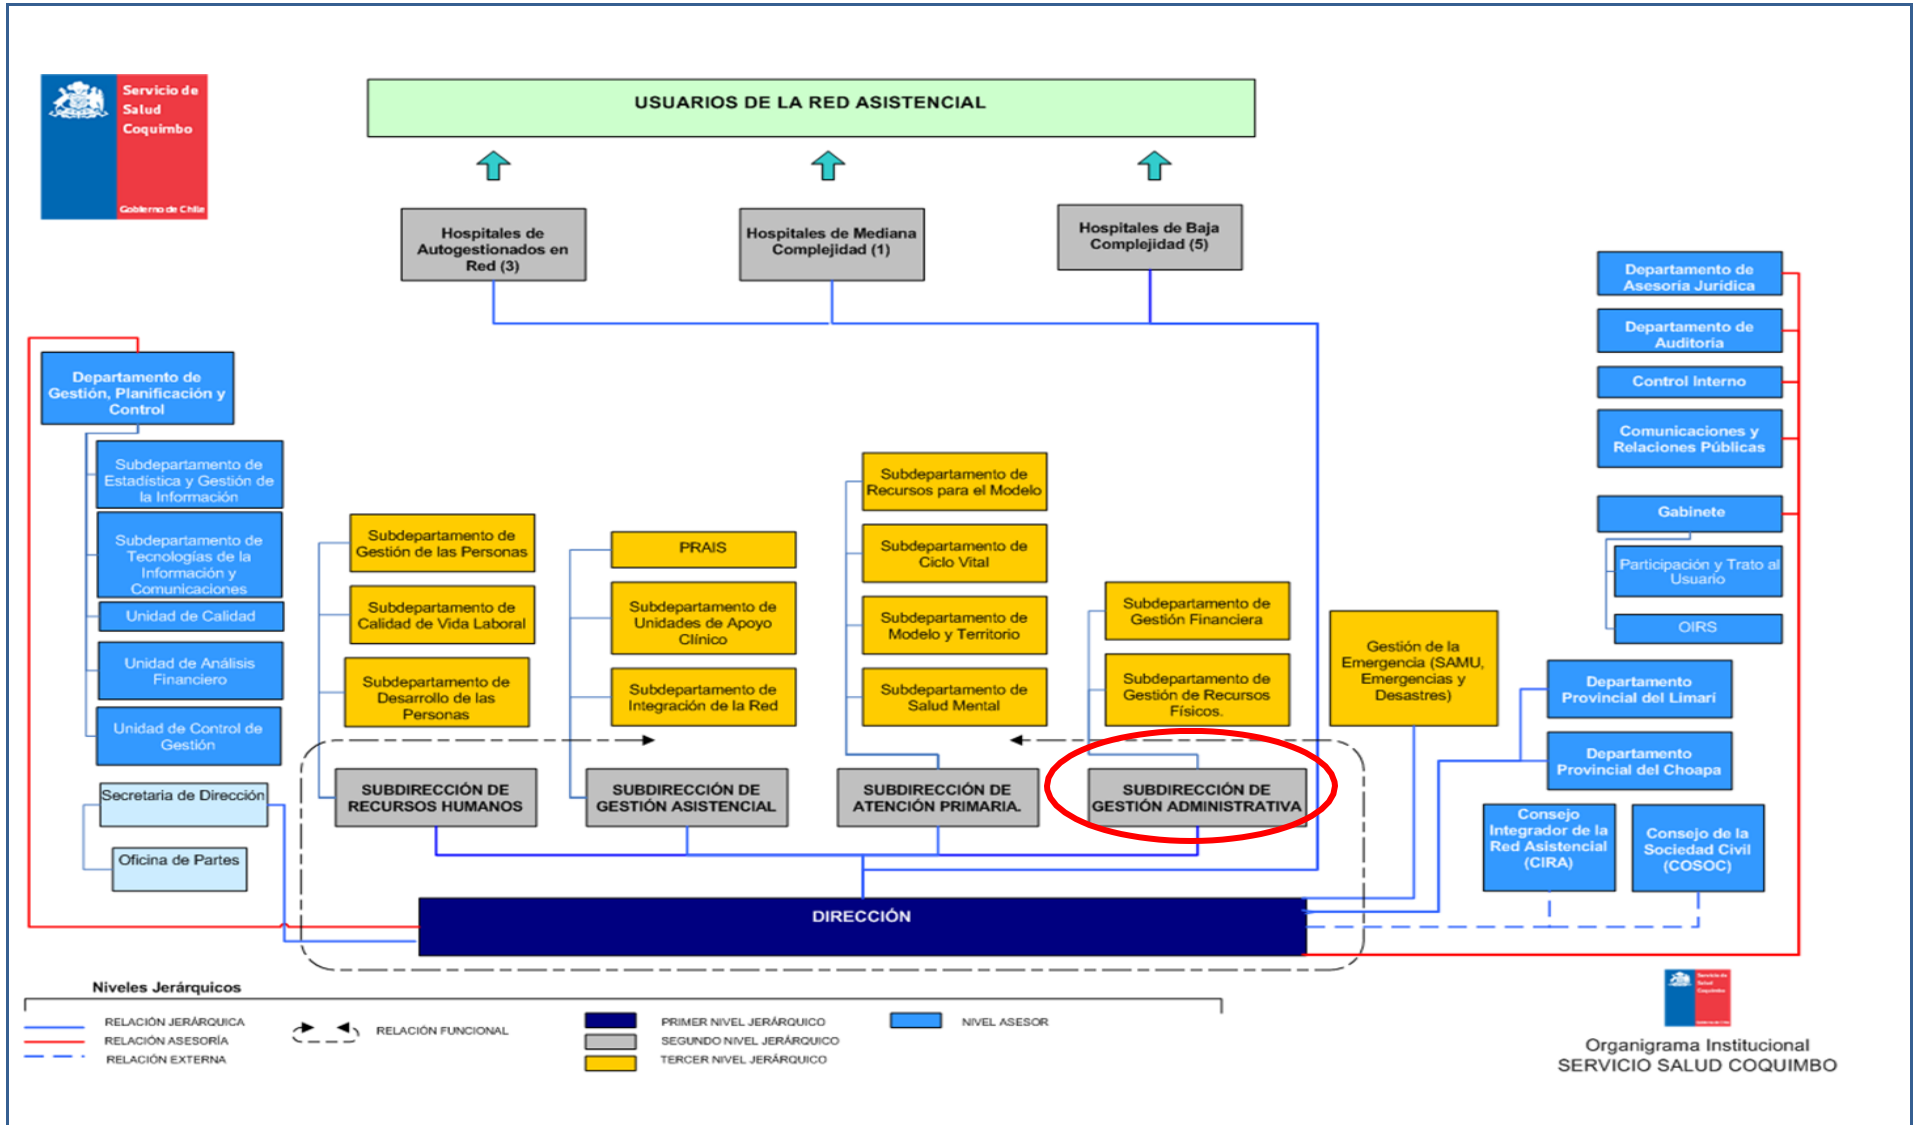 Servicio de
Salud
Coquimbo
Gobierno de Chile
USUARIOS DE LA RED ASISTENCIAL
Hospitales de
Autogestionados en
Red (3)
Hospitales de Mediana
Complejidad (1)
Hospitales de Baja
Complejidad (5)
Departamento de
Gestión, Planificación y
Control
Subdepartamento de
Estadística y Gestión de
la Información
Subdepartamento de
Tecnologías de la
Información y
Comunicaciones
Unidad de Calidad
Unidad de Análisis
Financiero
Unidad de Control de
Gestión
Secretaria de Dirección
Oficina de Partes
Subdepartamento de
Gestión de las Personas
Subdepartamento de
Calidad de Vida Laboral
Subdepartamento de
Desarrollo de las
Personas
SUBDIRECCIÓN DE
RECURSOS HUMANOS
PRAIS
Subdepartamento de
Unidades de Apoyo
Clínico
Subdepartamento de
Integración de la Red
SUBDIRECCIÓN DE
GESTIÓN ASISTENCIAL
Subdepartamento de
Recursos para el Modelo
Subdepartamento de
Ciclo Vital
Subdepartamento de
Modelo y Territorio
Subdepartamento de
Salud Mental
SUBDIRECCIÓN DE
ATENCIÓN PRIMARIA.
Subdepartamento de
Gestión Financiera
Subdepartamento de
Gestión de Recursos
Físicos.
SUBDIRECCIÓN DE
GESTIÓN ADMINISTRATIVA
Gestión de la
Emergencia (SAMU,
Emergencias y
Desastres)
Departamento de
Asesoría Jurídica
Departamento de
Auditoria
Control Interno
Comunicaciones y
Relaciones Públicas
Gabinete
Participación y Trato al
Usuario
OIRS
Departamento
Provincial del Limarí
Departamento
Provincial del Choapa
Consejo
Integrador de la
Red Asistencial
(CIRA)
Consejo de la
Sociedad Civil
(COSOC)
DIRECCIÓN
Niveles Jerárquicos
RELACIÓN JERÁRQUICA
RELACIÓN ASESORÍA
RELACIÓN EXTERNA
RELACIÓN FUNCIONAL
PRIMER NIVEL JERÁRQUICO
SEGUNDO NIVEL JERÁRQUICO
TERCER NIVEL JERÁRQUICO
NIVEL ASESOR
Servicio de
Salud
Coquimbo
Gobierno de Chile
Organigrama Institucional
SERVICIO SALUD COQUIMBO